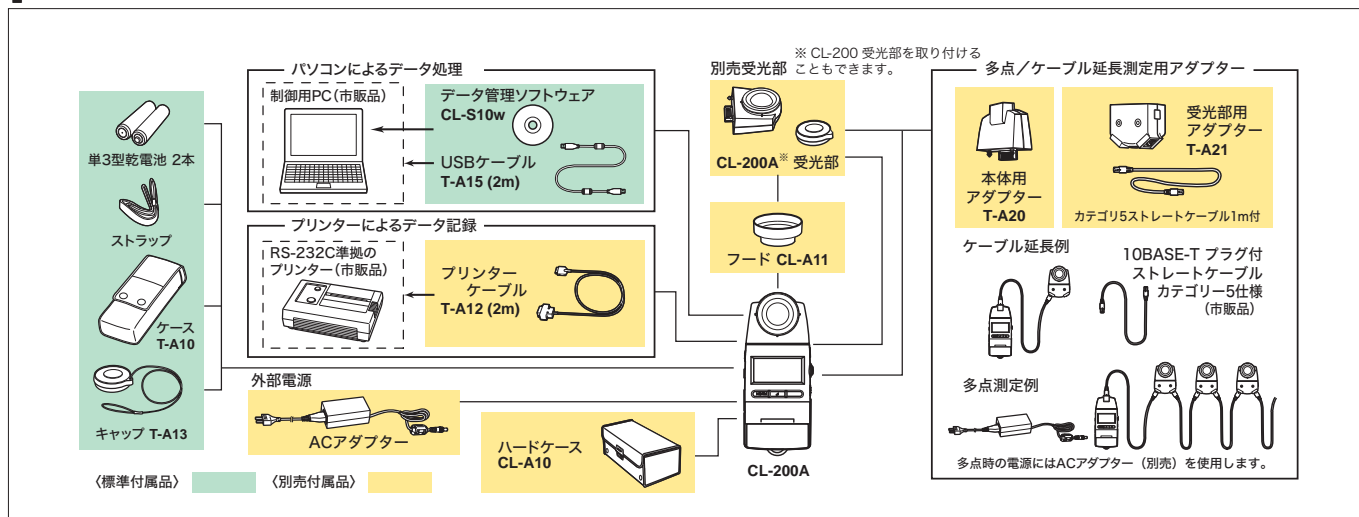 単3型乾電池 2本
ストラップ
ケース
T-A10
キャップ T-A13
パソコンによるデータ処理
制御用PC(市販品)
データ管理ソフトウェア
CL-S10w
USBケーブル
T-A15 (2m)
プリンターによるデータ記録
RS-232C準拠の
プリンター(市販品)
プリンター
ケーブル
T-A12 (2m)
外部電源
ACアダプター
ハードケース
CL-A10
〈標準付属品〉
〈別売付属品〉
別売受光部
※ CL-200 受光部を取り付ける
こともできます。
CL-200A※ 受光部
フード CL-A11
CL-200A
多点／ケーブル延長測定用アダプター
本体用
アダプター
T-A20
受光部用
アダプター
T-A21
カテゴリ5ストレートケーブル1m付
ケーブル延長例
10BASE-T プラグ付
ストレートケーブル
カテゴリー5仕様
(市販品)
多点測定例
多点時の電源にはACアダプター（別売）を使用します。